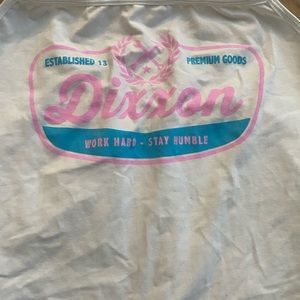 ESTABLISHED 13 PREMIUM GOODS
Dixxon
WORK HARD - STAY HUMBLE